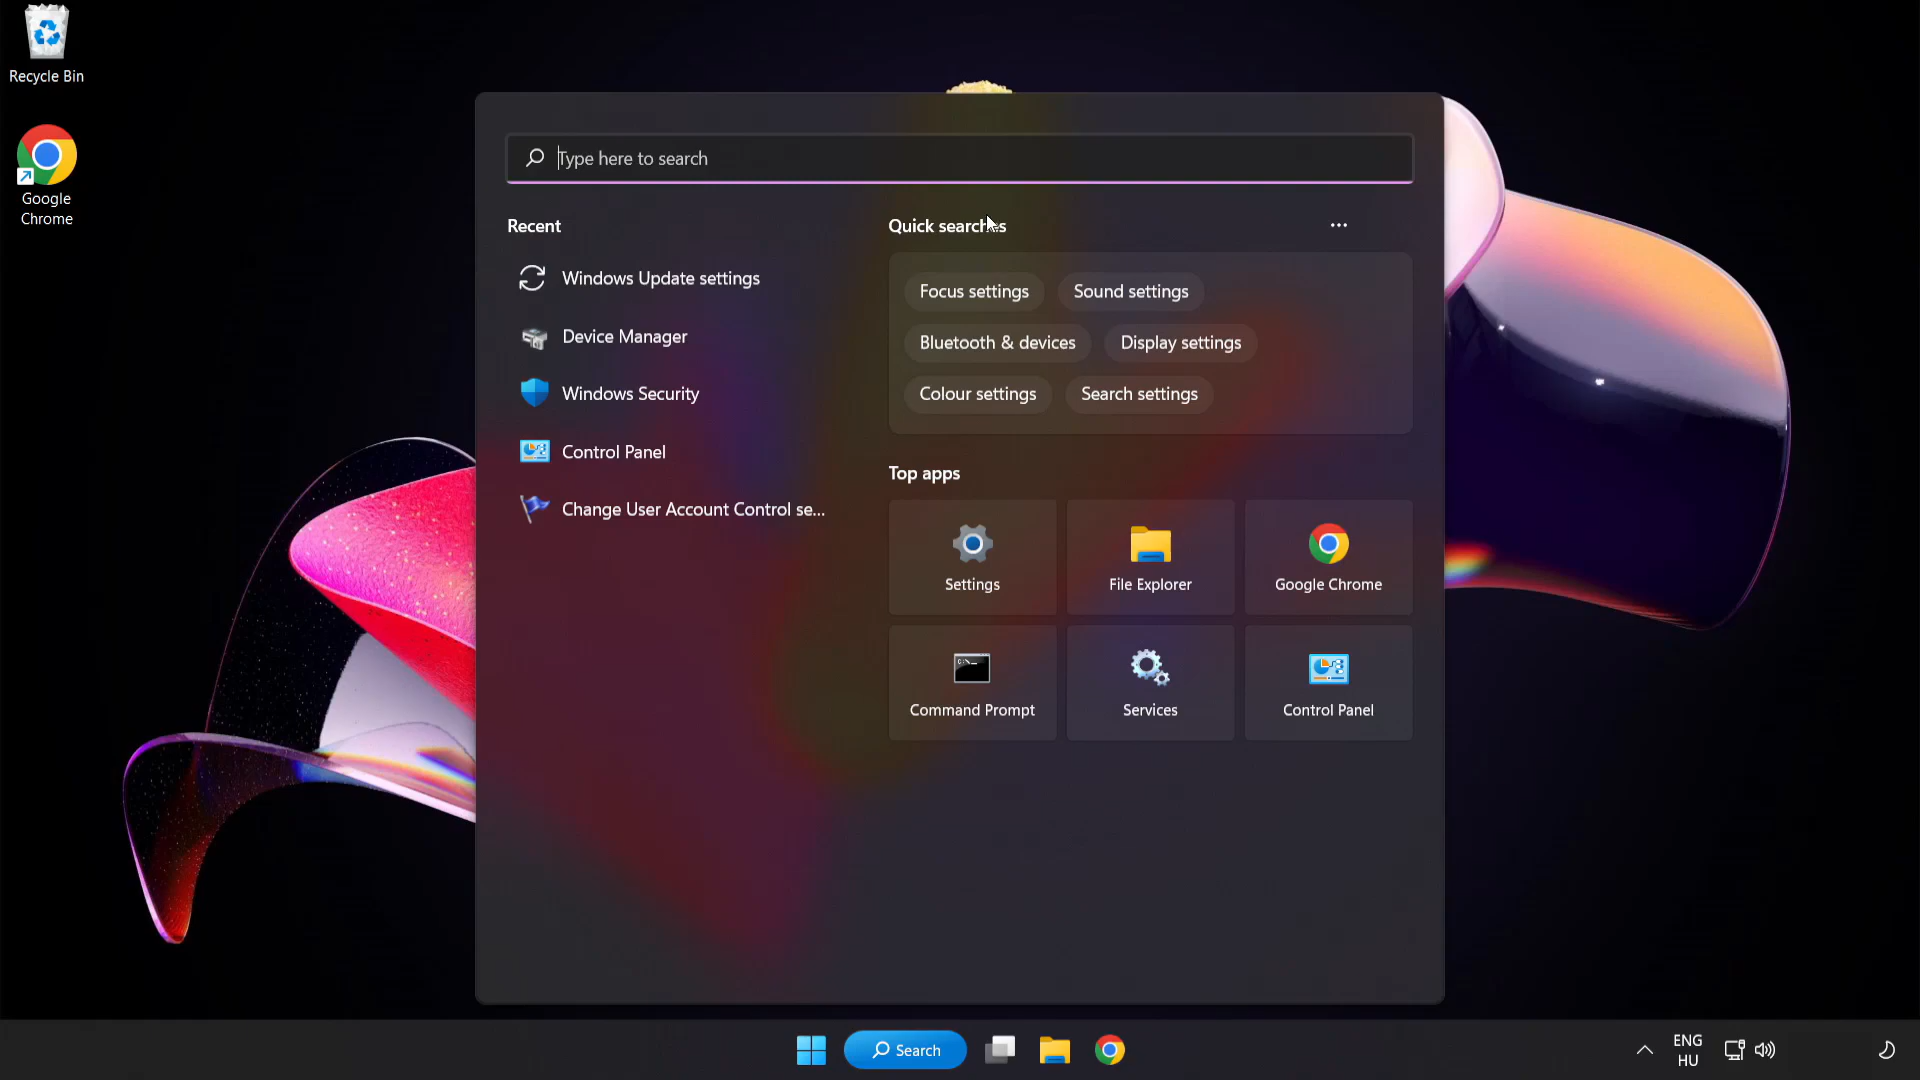 Recycle Bin
Google
Chrome
Type here to search
Recent
Windows Update settings
Device Manager
Windows Security
Control Panel
Change User Account Control se...
Quick searches
Focus settings
Sound settings
Bluetooth & devices
Display settings
Colour settings
Search settings
Top apps
Settings
File Explorer
Google Chrome
Command Prompt
Services
Control Panel
Search
ENG
HU